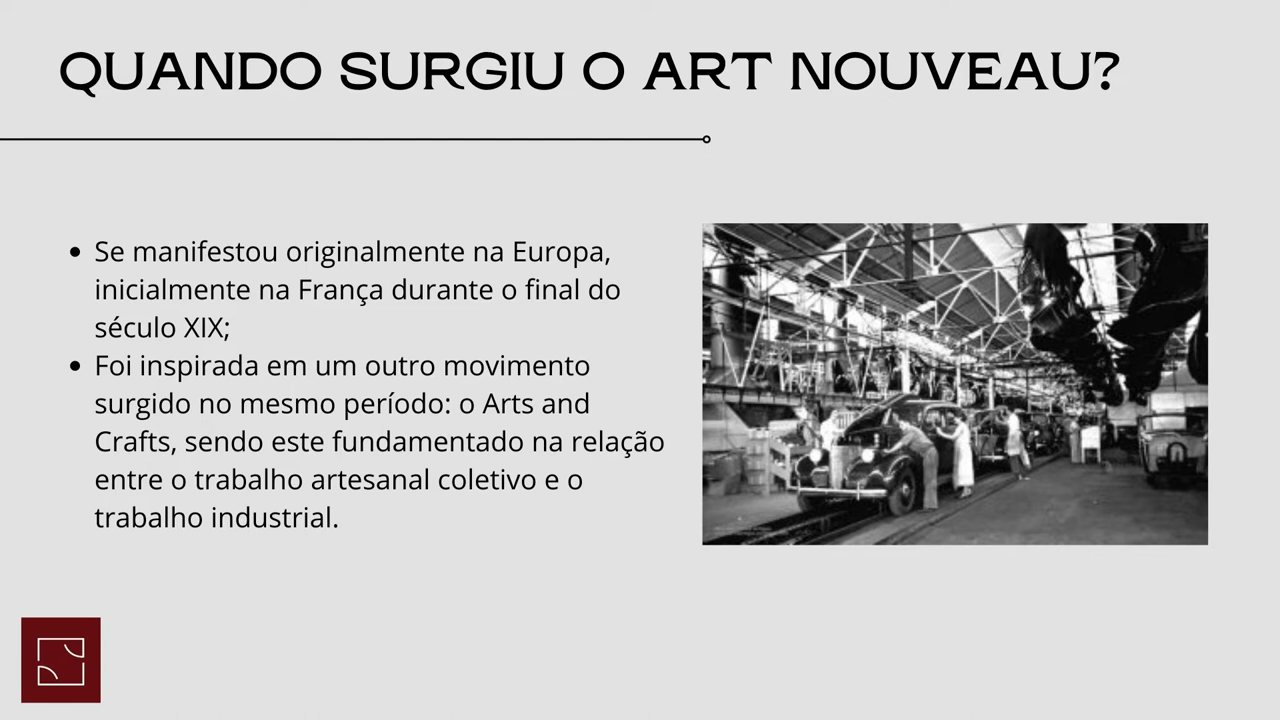 QUANDO SURGIU O ART NOUVEAU?
• Se manifestou originalmente na Europa,
inicialmente na França durante o final do
século XIX;
• Foi inspirada em um outro movimento
surgido no mesmo período: o Arts and
Crafts, sendo este fundamentado na relação
entre o trabalho artesanal coletivo e o
trabalho industrial.